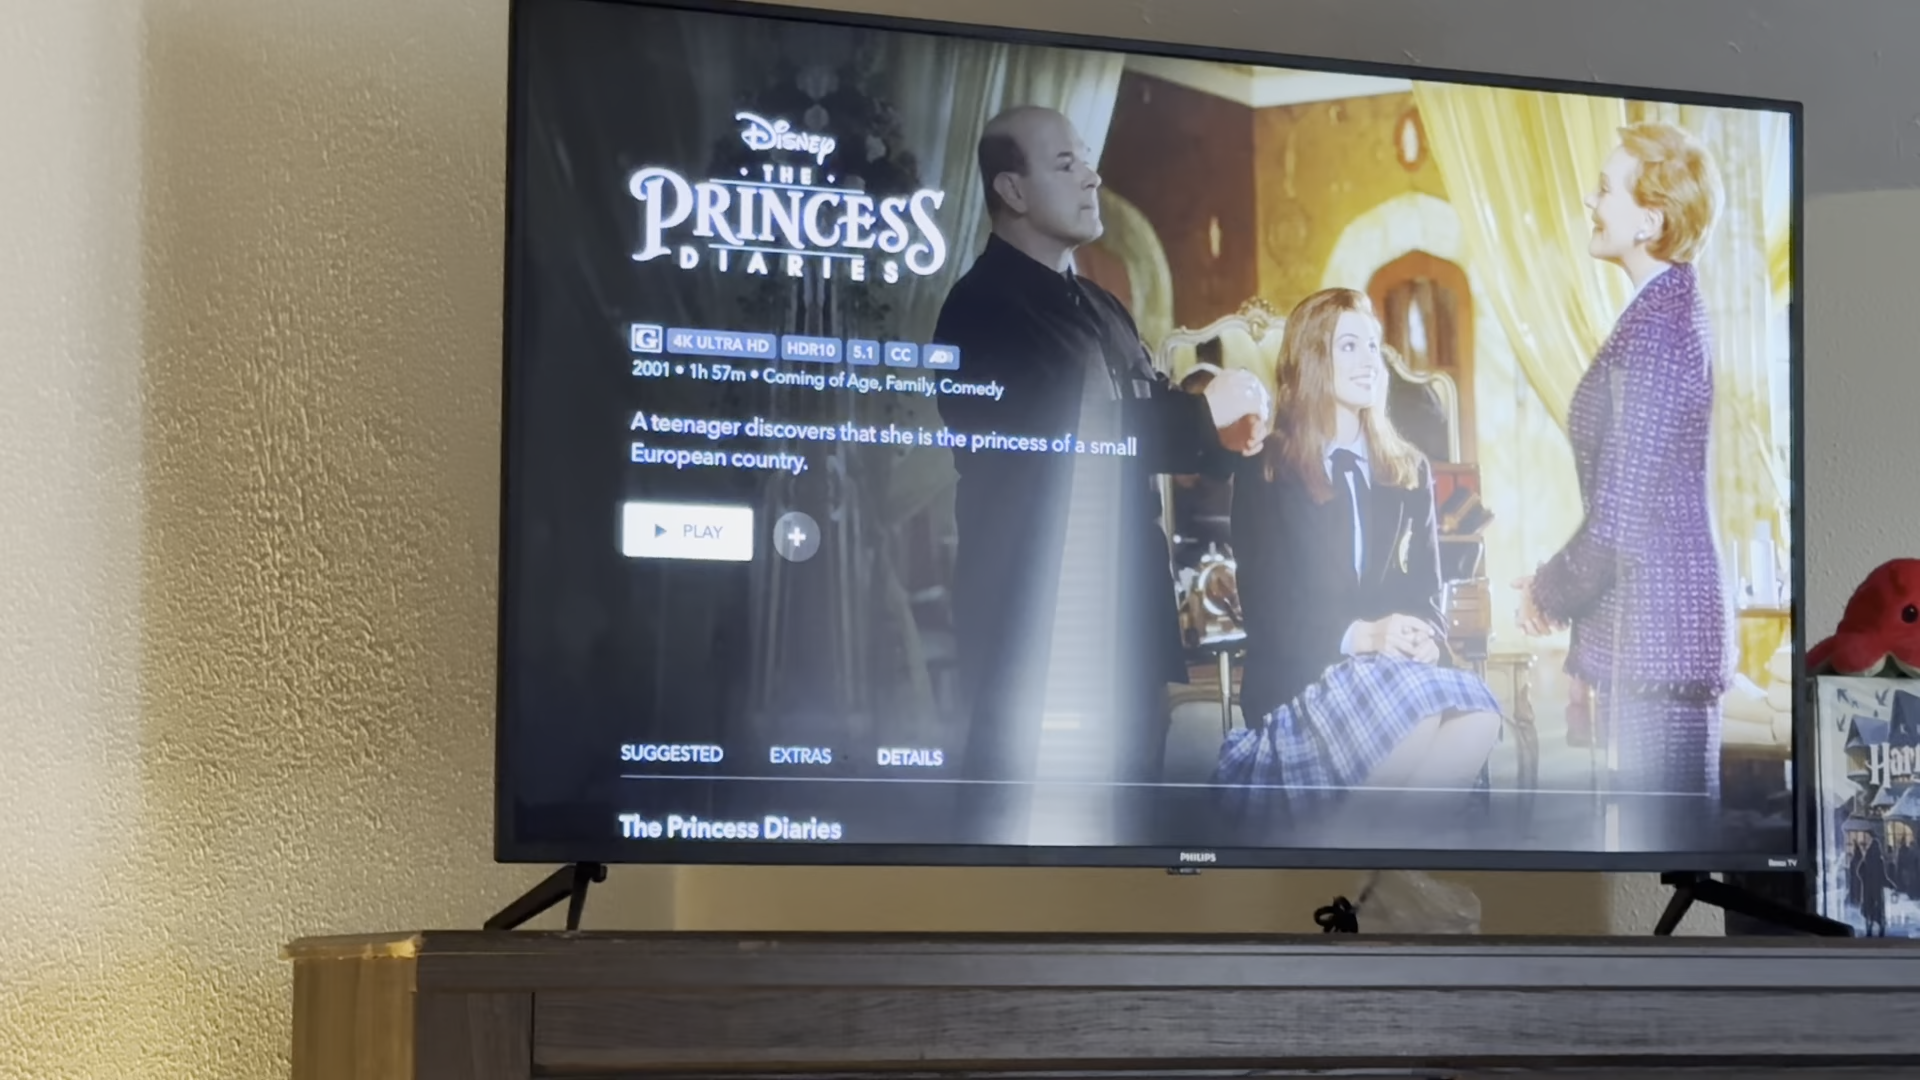 Disney
• THE •
PRINCESS
DIARIES
G 4K ULTRA HD HDR10 5.1 CC AD
2001 • 1h 57m • Coming of Age, Family, Comedy
A teenager discovers that she is the princess of a small
European country.
PLAY
+
SUGGESTED EXTRAS DETAILS
The Princess Diaries
PHILIPS
Roku TV
Harr